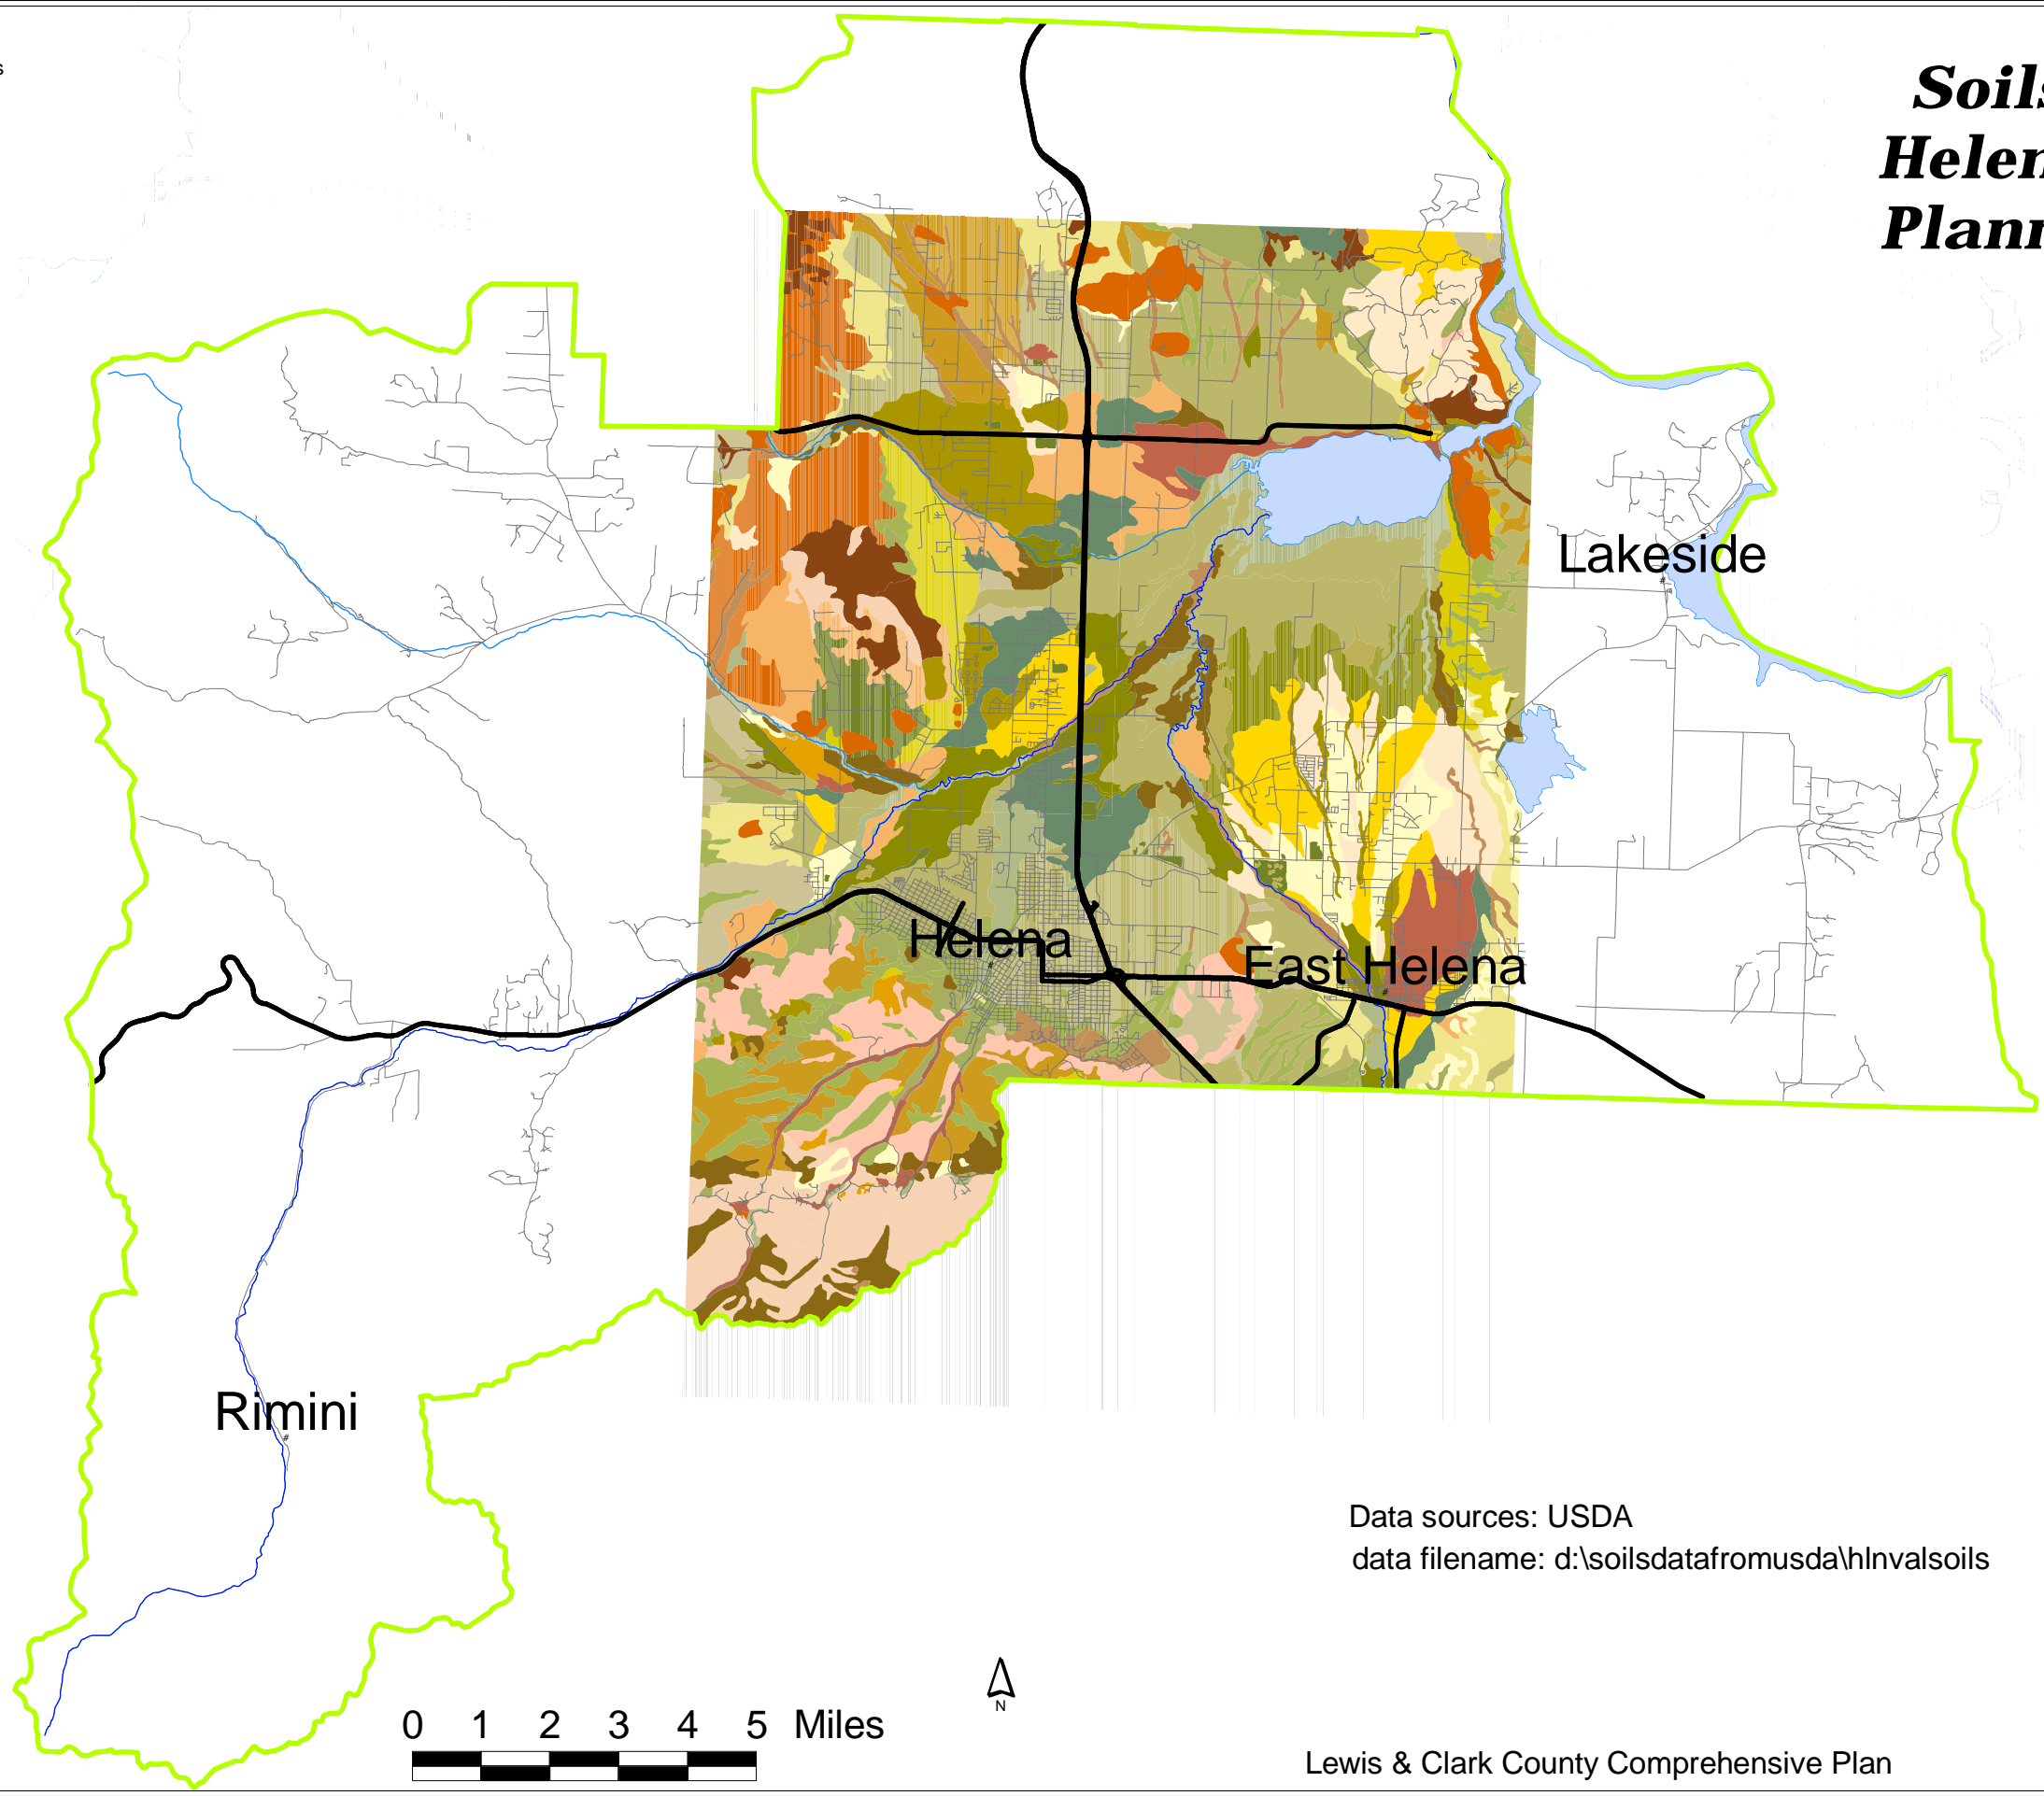 s
Soils
Helen
Plann
Lakeside
Helena
East Helena
Rimini
Data sources: USDA
data filename: d:\soilsdatafromusda\hlnvalsoils
0 1 2 3 4 5 Miles
N
Lewis & Clark County Comprehensive Plan